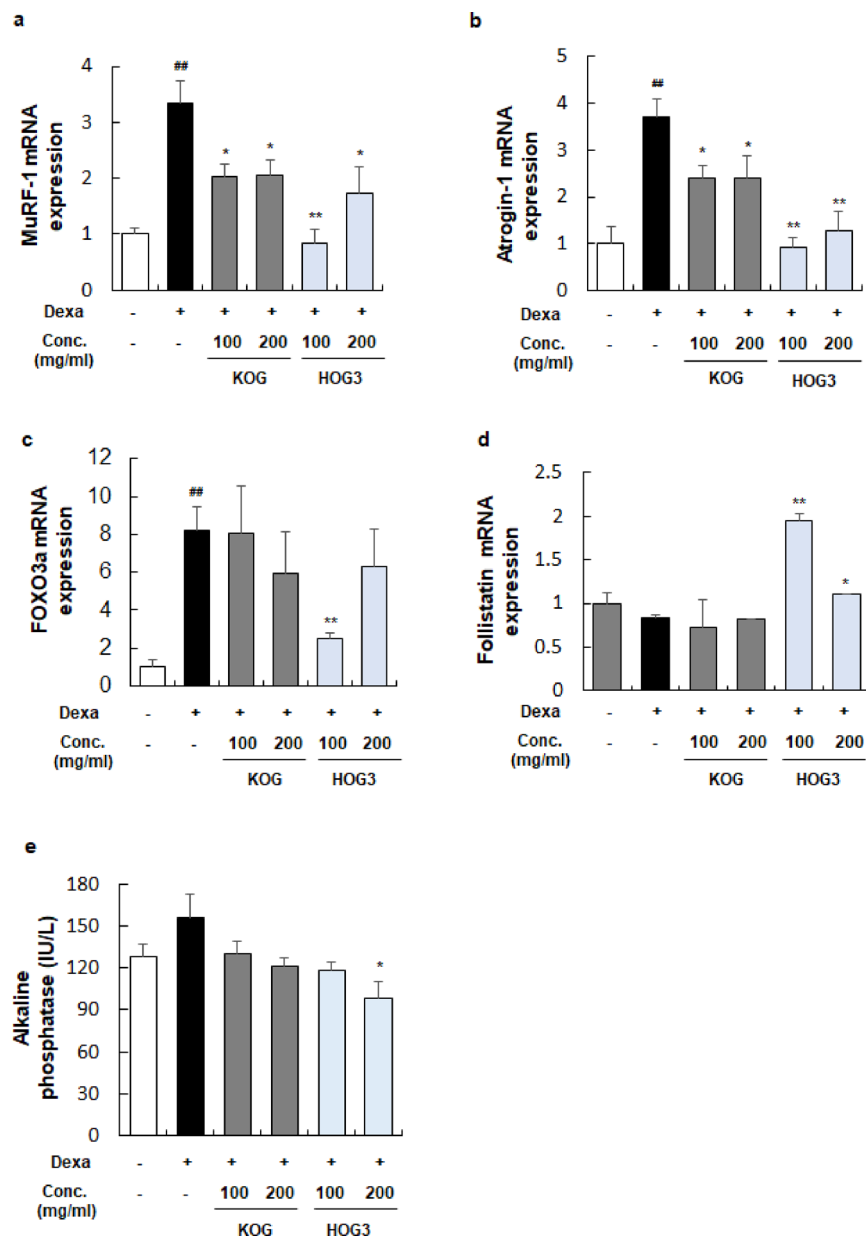 a
MuRF-1 mRNA
expression
4
3
2
1
0
##
*
*
**
*
Dexa - + + + + +
Conc.
(mg/ml)
- - 100 200 100 200
KOG HOG3
b
Atrogin-1 mRNA
expression
5
4
3
2
1
0
##
*
*
**
**
Dexa - + + + + +
Conc.
(mg/ml)
- - 100 200 100 200
KOG HOG3
c
FOXO3a mRNA
expression
12
10
8
6
4
2
0
##
**
Dexa - + + + + +
Conc.
(mg/ml)
- - 100 200 100 200
KOG HOG3
d
Follistatin mRNA
expression
2.5
2
1.5
1
0.5
0
**
*
Dexa - + + + + +
Conc.
(mg/ml)
- - 100 200 100 200
KOG HOG3
e
Alkaline
phosphatase (IU/L)
180
150
120
90
60
30
0
*
Dexa - + + + + +
Conc.
(mg/ml)
- - 100 200 100 200
KOG HOG3